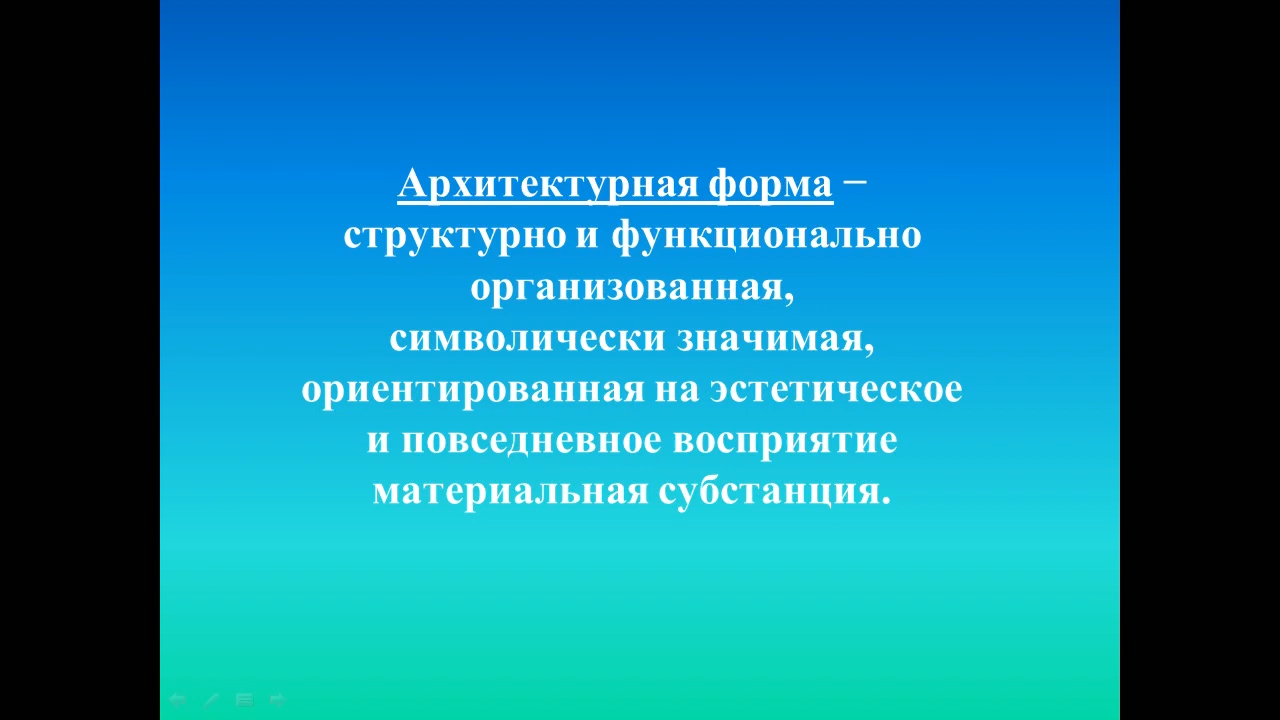 Архитектурная форма –
структурно и функционально
организованная,
символически значимая,
ориентированная на эстетическое
и повседневное восприятие
материальная субстанция.